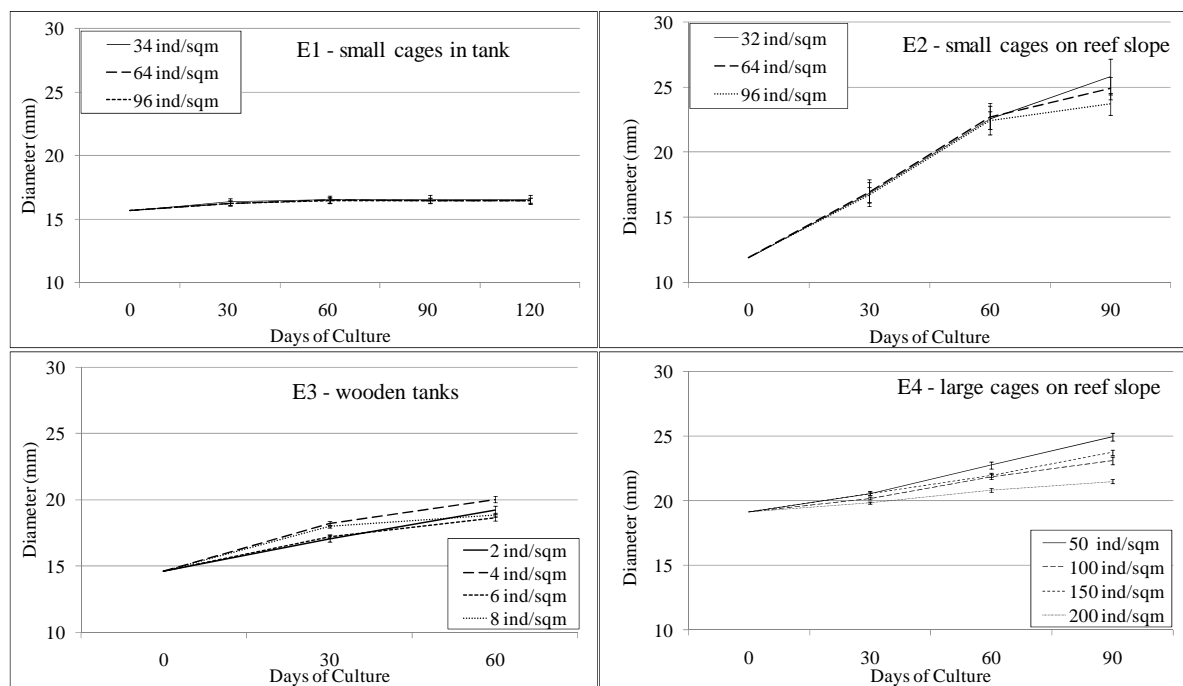 E1 - small cages in tank
34 ind/sqm
64 ind/sqm
96 ind/sqm
30
25
20
15
10
Diameter (mm)
0 30 60 90 120
Days of Culture
E2 - small cages on reef slope
32 ind/sqm
64 ind/sqm
96 ind/sqm
30
25
20
15
10
Diameter (mm)
0 30 60 90
Days of Culture
E3 - wooden tanks
30
25
20
15
10
Diameter (mm)
2 ind/sqm
4 ind/sqm
6 ind/sqm
8 ind/sqm
0 30 60
Days of Culture
E4 - large cages on reef slope
30
25
20
15
10
Diameter (mm)
50 ind/sqm
100 ind/sqm
150 ind/sqm
200 ind/sqm
0 30 60 90
Days of Culture